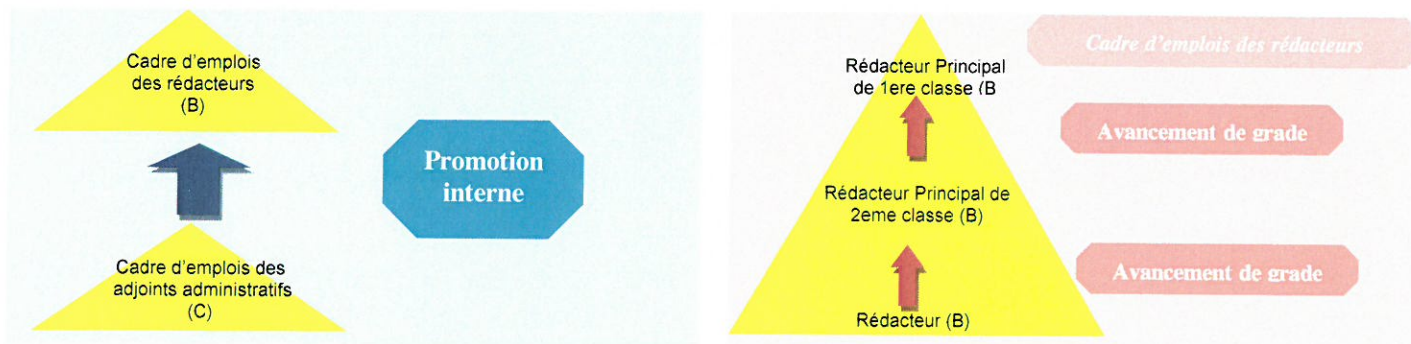 Cadre d'emplois
des rédacteurs
(B)
Promotion
interne
Cadre d'emplois des
adjoints administratifs
(C)
Cadre d'emplois des rédacteurs
Rédacteur Principal
de 1ere classe (B
Avancement de grade
Rédacteur Principal de
2eme classe (B)
Avancement de grade
Rédacteur (B)